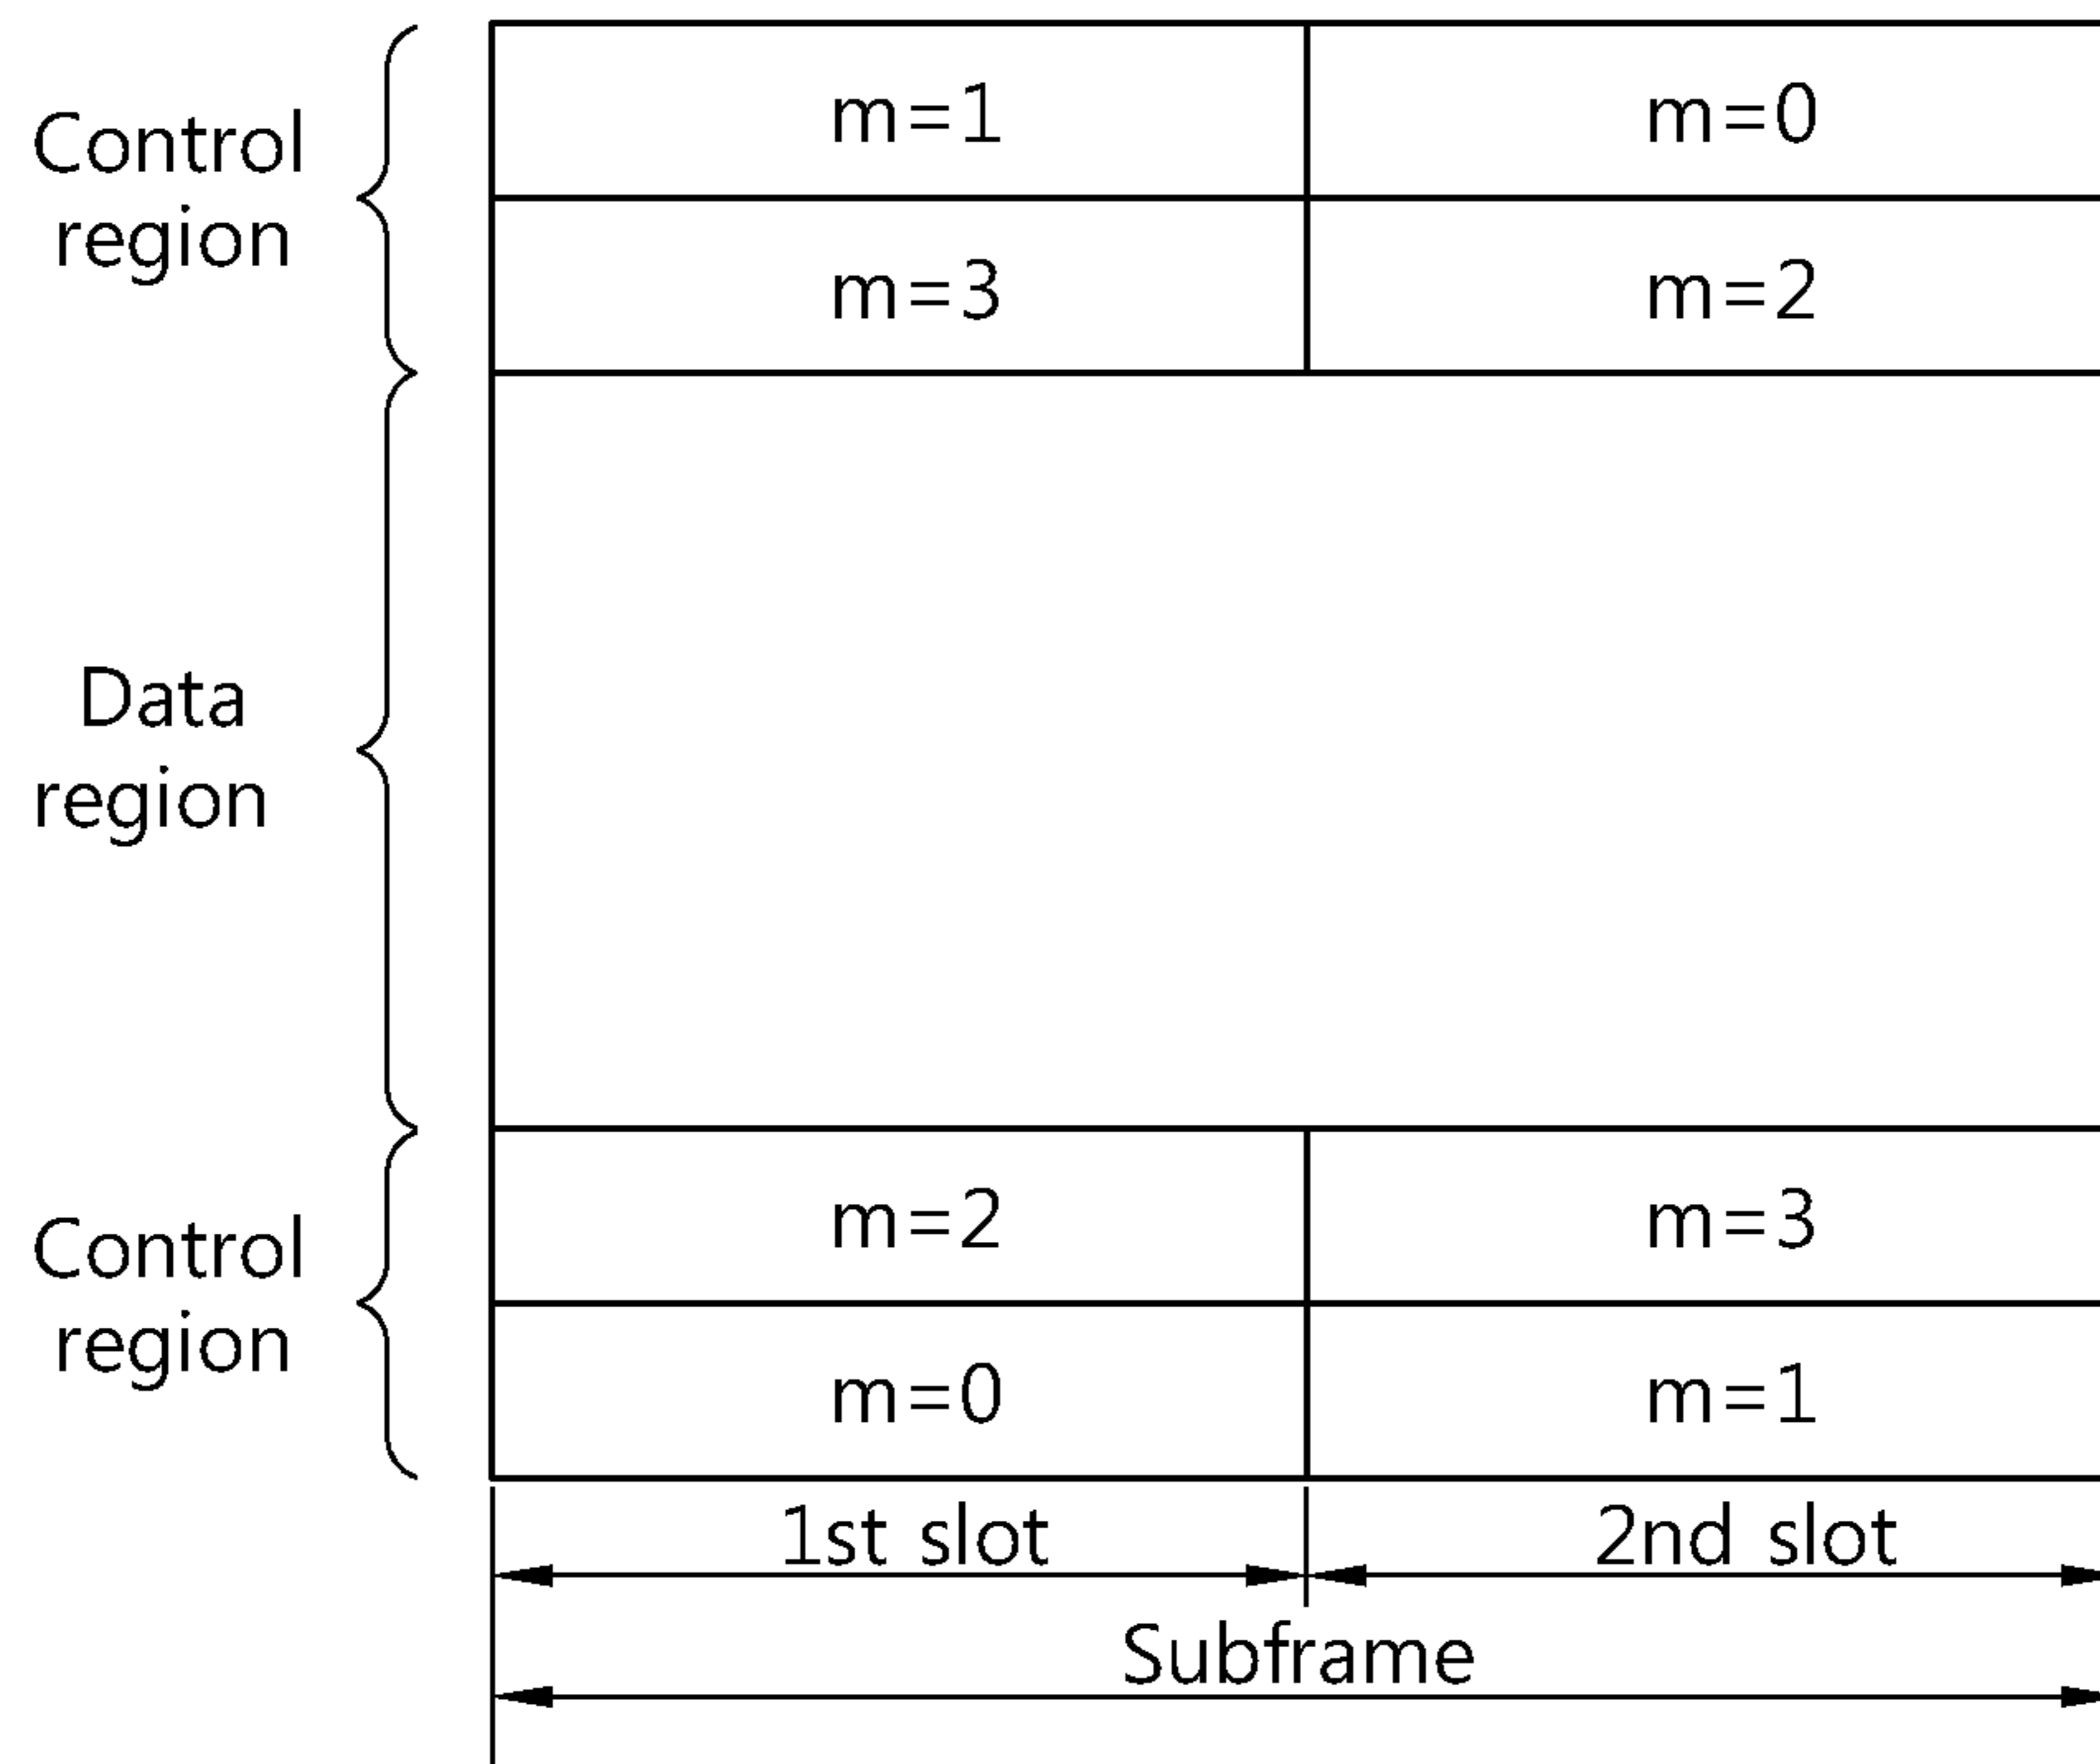 Control
region
m=1
m=0
m=3
m=2
Data
region
Control
region
m=2
m=3
m=0
m=1
1st slot
2nd slot
Subframe